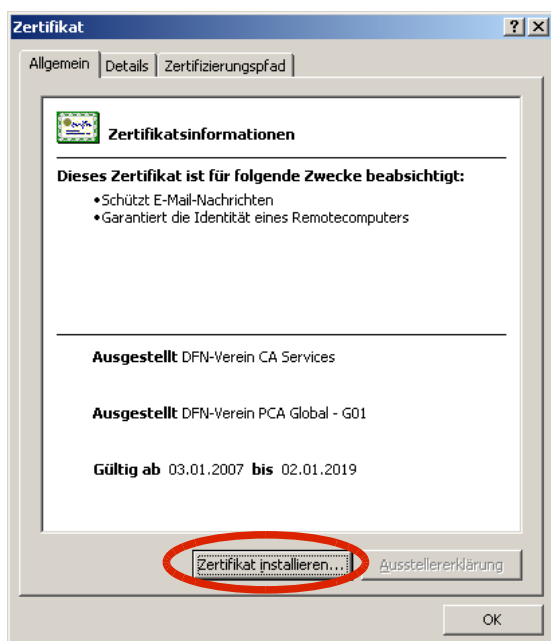 Zertifikat
Allgemein Details Zertifizierungspfad
Zertifikatsinformationen
Dieses Zertifikat ist für folgende Zwecke beabsichtigt:
•Schützt E-Mail-Nachrichten
•Garantiert die Identität eines Remotecomputers
Ausgestellt DFN-Verein CA Services
Ausgestellt DFN-Verein PCA Global - G01
Gültig ab 03.01.2007 bis 02.01.2019
Zertifikat installieren... Ausstellererklärung
OK